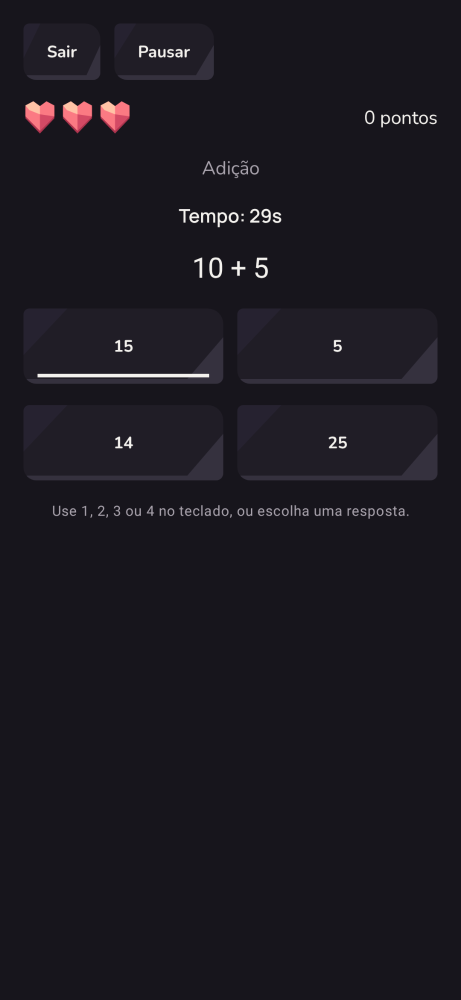 Sair
Pausar
0 pontos
Adição
Tempo: 29s
10 + 5
15
5
14
25
Use 1, 2, 3 ou 4 no teclado, ou escolha uma resposta.